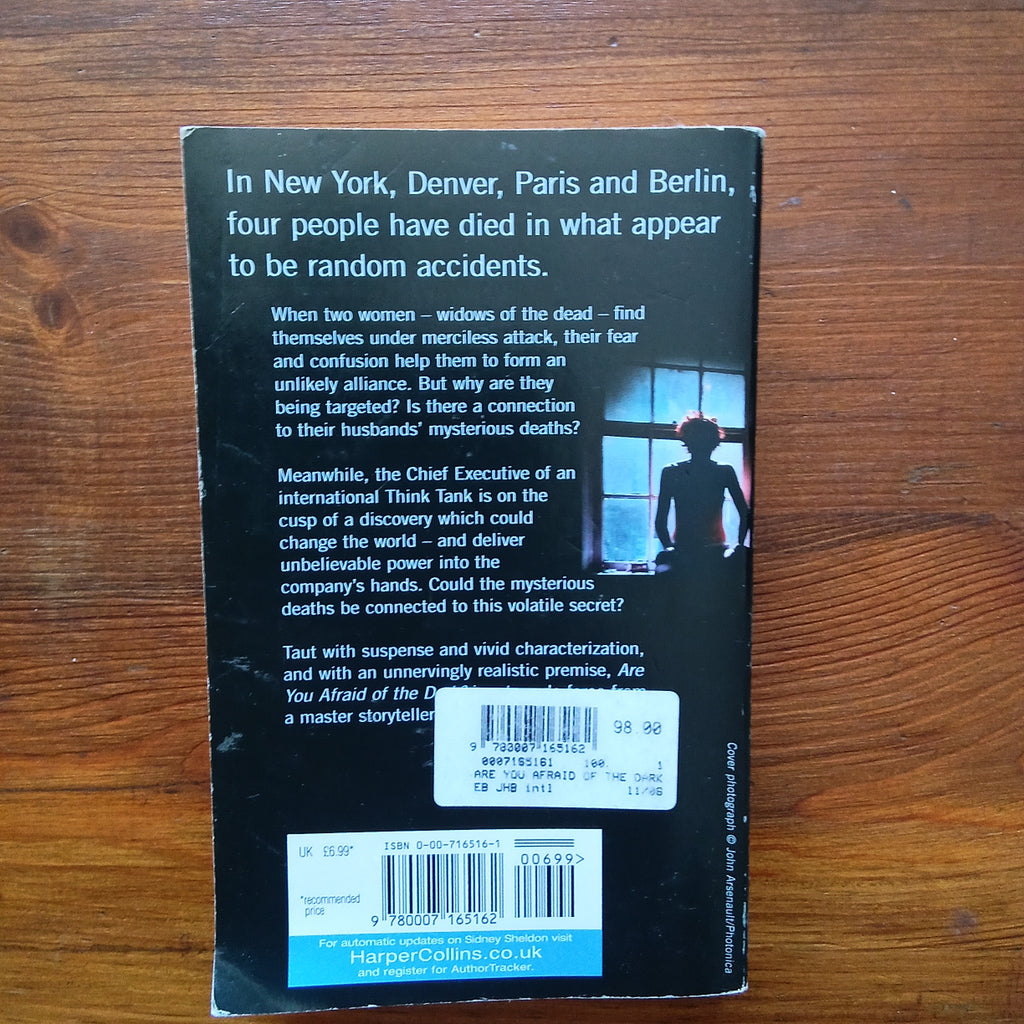 In New York, Denver, Paris and Berlin,
four people have died in what appear
to be random accidents.
When two women – widows of the dead – find
themselves under merciless attack, their fear
and confusion help them to form an
unlikely alliance. But why are they
being targeted? Is there a connection
to their husbands' mysterious deaths?
Meanwhile, the Chief Executive of an
international Think Tank is on the
cusp of a discovery which could
change the world – and deliver
unbelievable power into the
company's hands. Could the mysterious
deaths be connected to this volatile secret?
Taut with suspense and vivid characterization,
and with an unnervingly realistic premise, Are
You Afraid of the
a master storyteller
98.00
9 780007 165162
0007165161 100. 1
ARE YOU AFRAID OF THE DARK
EB JHB intl 11/06
Cover photograph © John Arsenault/Photonica
UK £6.99*
ISBN 0-00-716516-1
00699>
*recommended
price
9 780007 165162
For automatic updates on Sidney Sheldon visit
HarperCollins.co.uk
and register for AuthorTracker.